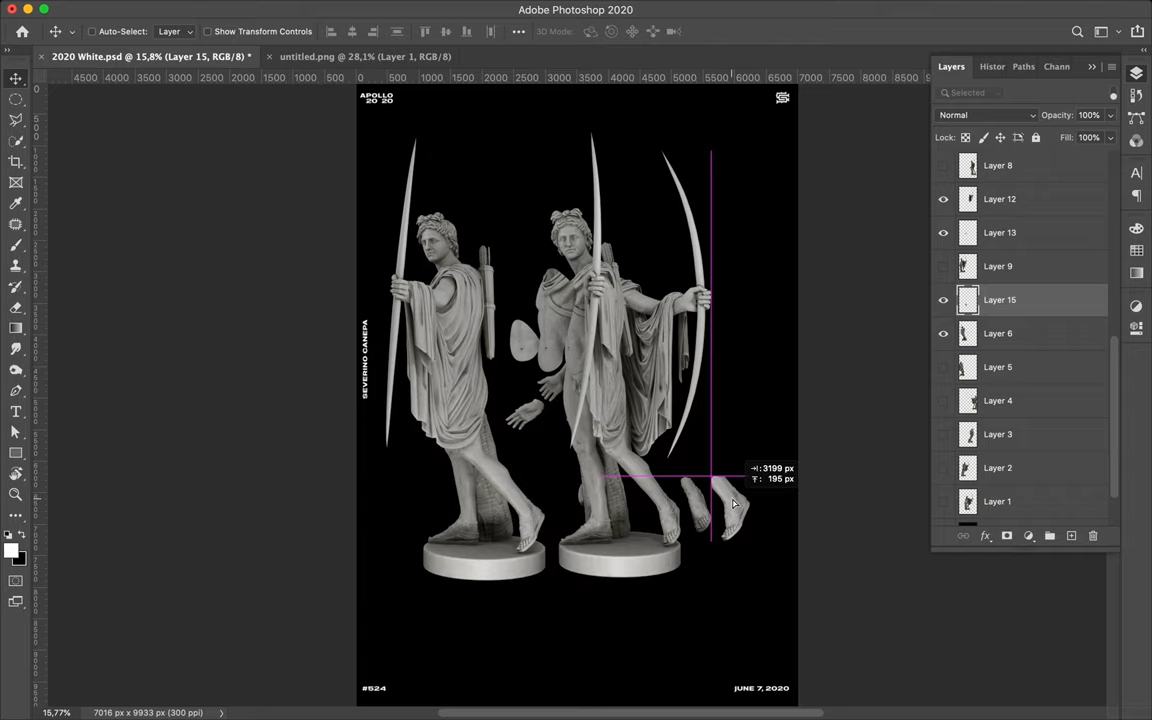 Adobe Photoshop 2020
Auto-Select: Layer Show Transform Controls ••• 3D Mode:
× 2020 White.psd @ 15,8% (Layer 15, RGB/8) * × untitled.png @ 28,1% (Layer 1, RGB/8)
4500 4000 3500 3000 2500 2000 1500 1000 500 0 500 1000 1500 2000 2500 3000 3500 4000 4500 5000 5500 6000 6500 7000 7500 8000 8500
Layers Histor Paths Chann
Selected
Normal Opacity: 100%
Lock: Fill: 100%
Layer 8
Layer 12
Layer 13
Layer 9
Layer 15
Layer 6
Layer 5
Layer 4
Layer 3
Layer 2
Layer 1
fx
APOLLO
20 20
SEVERINO CANEPA
: 3199 px
: 195 px
#524
JUNE 7, 2020
15,77% 7016 px x 9933 px (300 ppi)